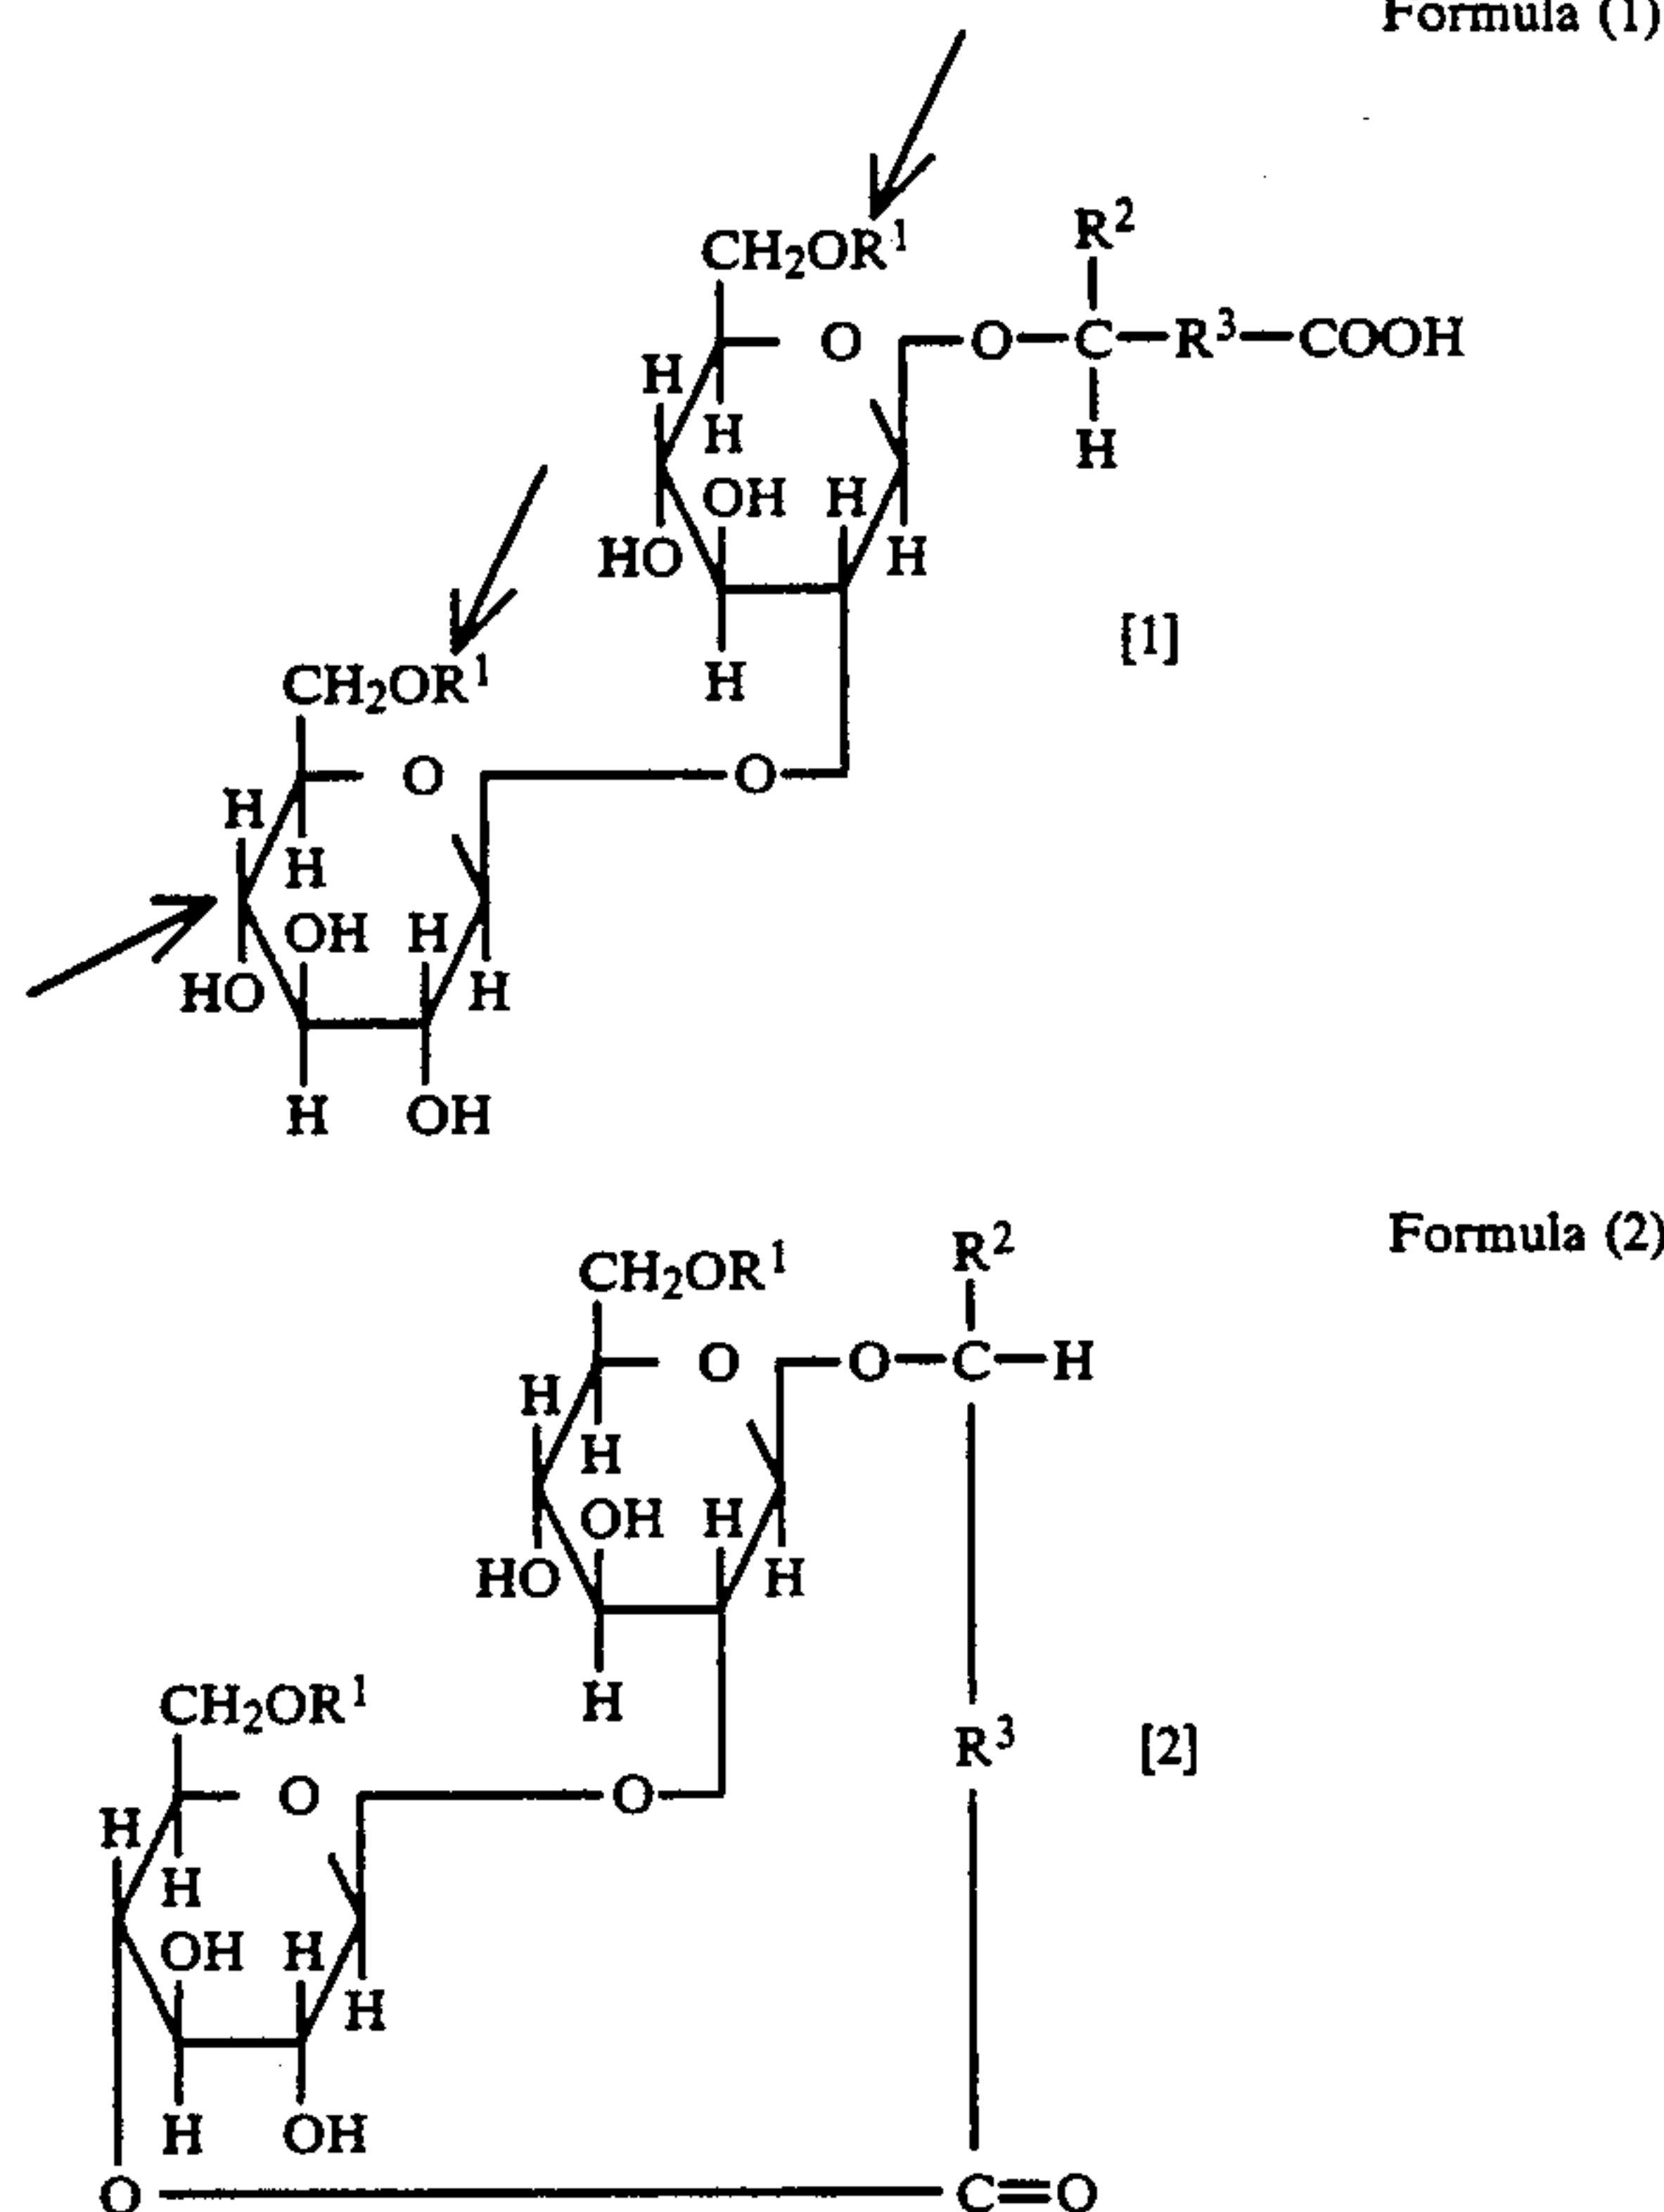 Formula (1)
CH₂OR¹ R²
O O C R³ COOH
H
H H
OH H
HO H
[1]
H
CH₂OR¹
O O
H
H
OH H
HO H
H OH
Formula (2)
CH₂OR¹ R²
O O C H
H
H
OH H
HO H
H
CH₂OR¹
R³ [2]
O O
H
H
OH H
H
H OH
O C=O